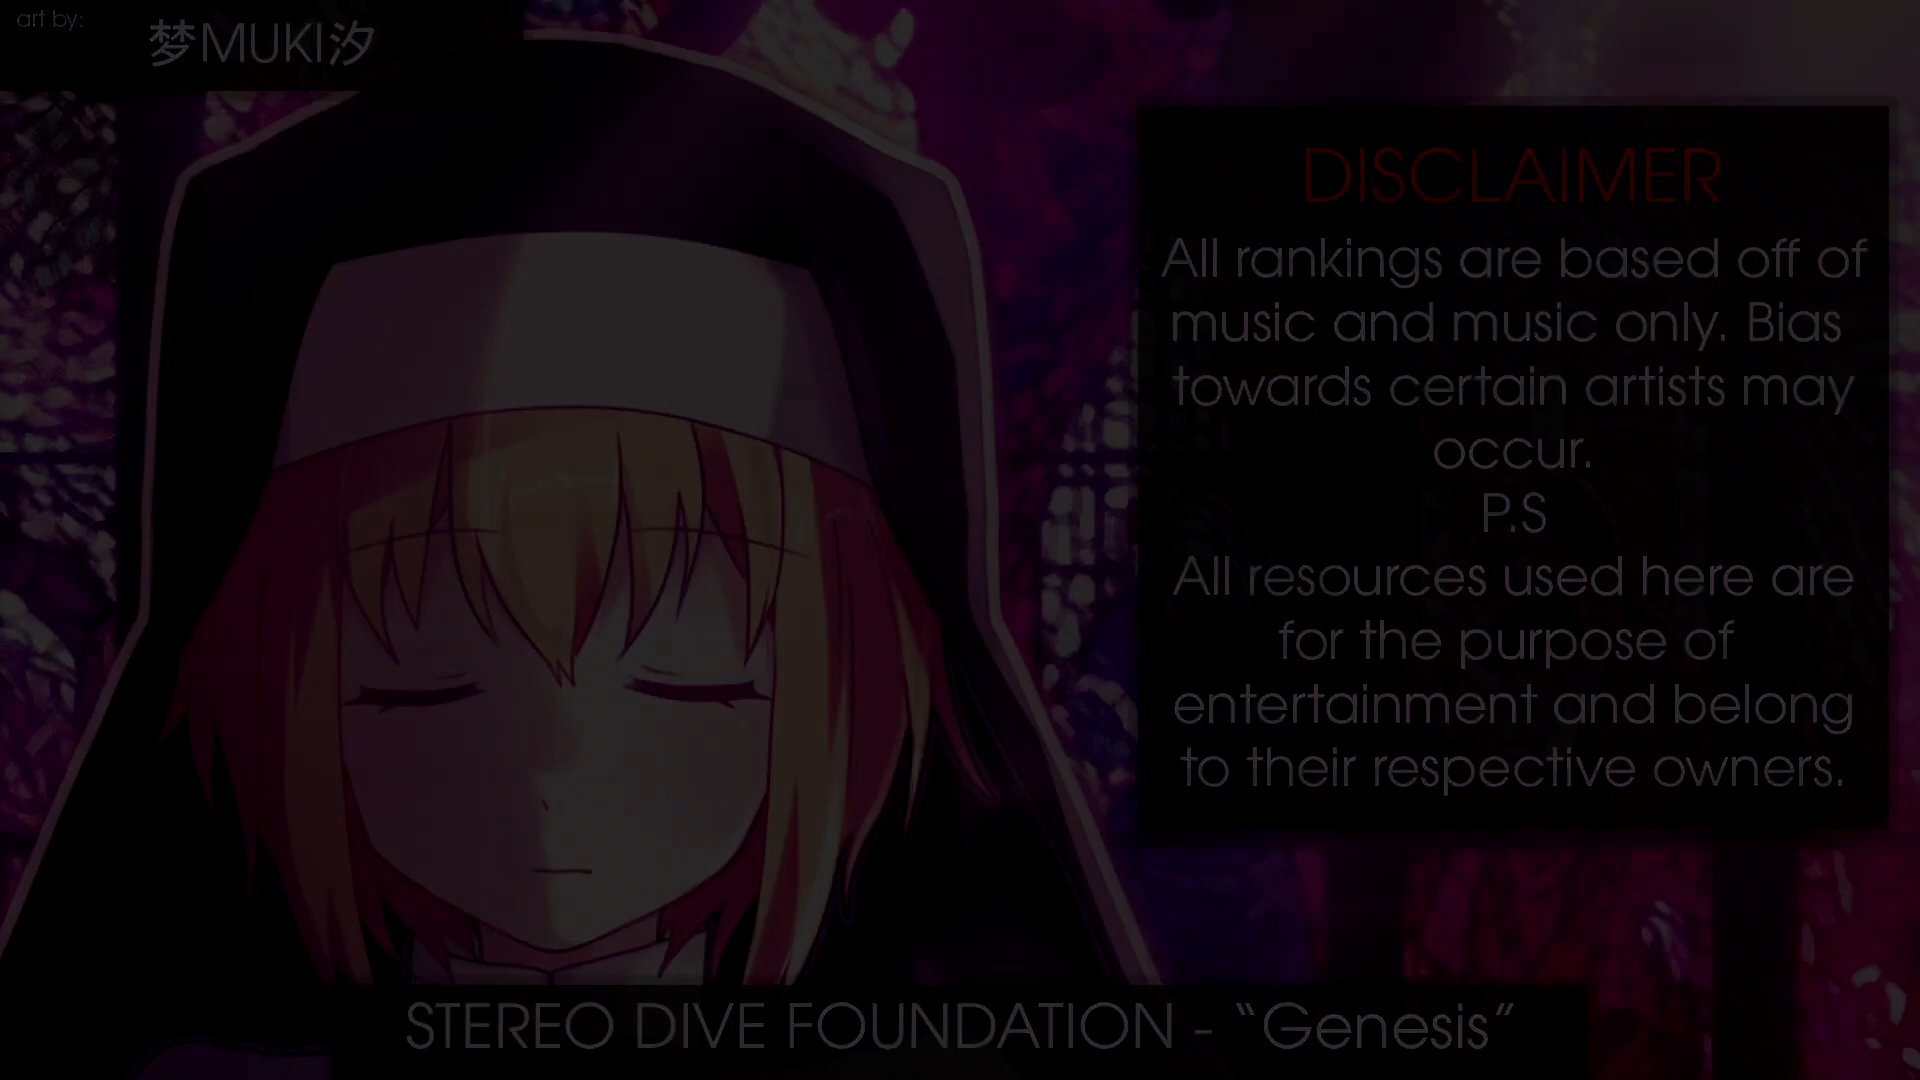 art by:
梦MUKI汐
DISCLAIMER
All rankings are based off of
music and music only. Bias
towards certain artists may
occur.
P.S
All resources used here are
for the purpose of
entertainment and belong
to their respective owners.
STEREO DIVE FOUNDATION - “Genesis”